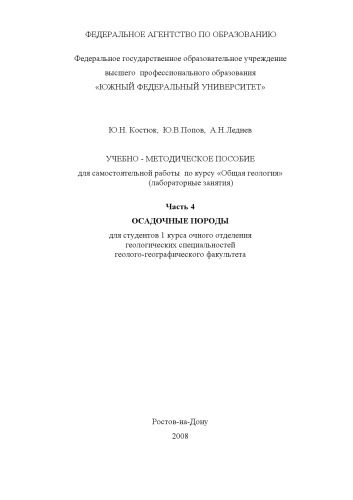 ФЕДЕРАЛЬНОЕ АГЕНТСТВО ПО ОБРАЗОВАНИЮ
Федеральное государственное образовательное учреждение
высшего профессионального образования
«ЮЖНЫЙ ФЕДЕРАЛЬНЫЙ УНИВЕРСИТЕТ»
Ю.Н. Костюк, Ю.В.Попов, А.Н.Леднев
УЧЕБНО - МЕТОДИЧЕСКОЕ ПОСОБИЕ
для самостоятельной работы по курсу «Общая геология»
(лабораторные занятия)
Часть 4
ОСАДОЧНЫЕ ПОРОДЫ
для студентов 1 курса очного отделения
геологических специальностей
геолого-географического факультета
Ростов-на-Дону
2008